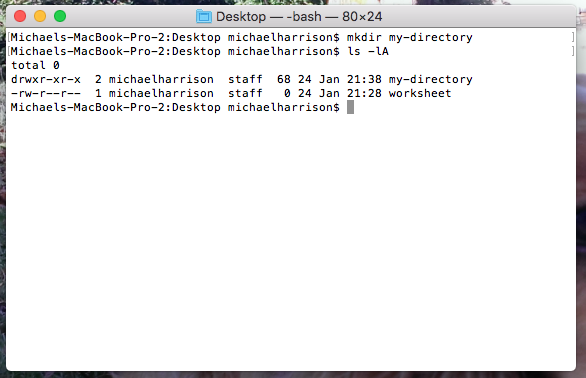 Desktop — -bash — 80×24
[Michaels-MacBook-Pro-2:Desktop michaelharrison$ mkdir my-directory ]
[Michaels-MacBook-Pro-2:Desktop michaelharrison$ ls -lA ]
total 0
drwxr-xr-x  2 michaelharrison  staff  68 24 Jan 21:38 my-directory
-rw-r--r--  1 michaelharrison  staff   0 24 Jan 21:28 worksheet
Michaels-MacBook-Pro-2:Desktop michaelharrison$